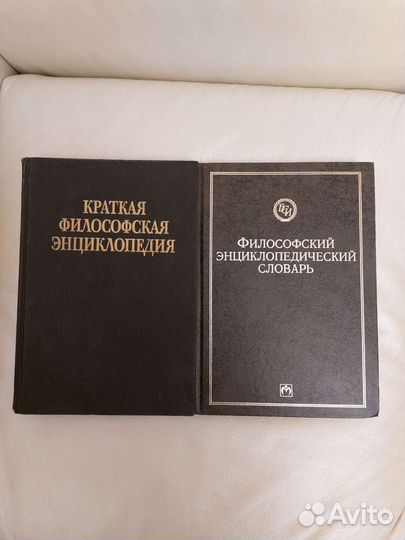 КРАТКАЯ
ФИЛОСОФСКАЯ
ЭНЦИКЛОПЕДИЯ
ФИЛОСОФСКИЙ
ЭНЦИКЛОПЕДИЧЕСКИЙ
СЛОВАРЬ
Avito